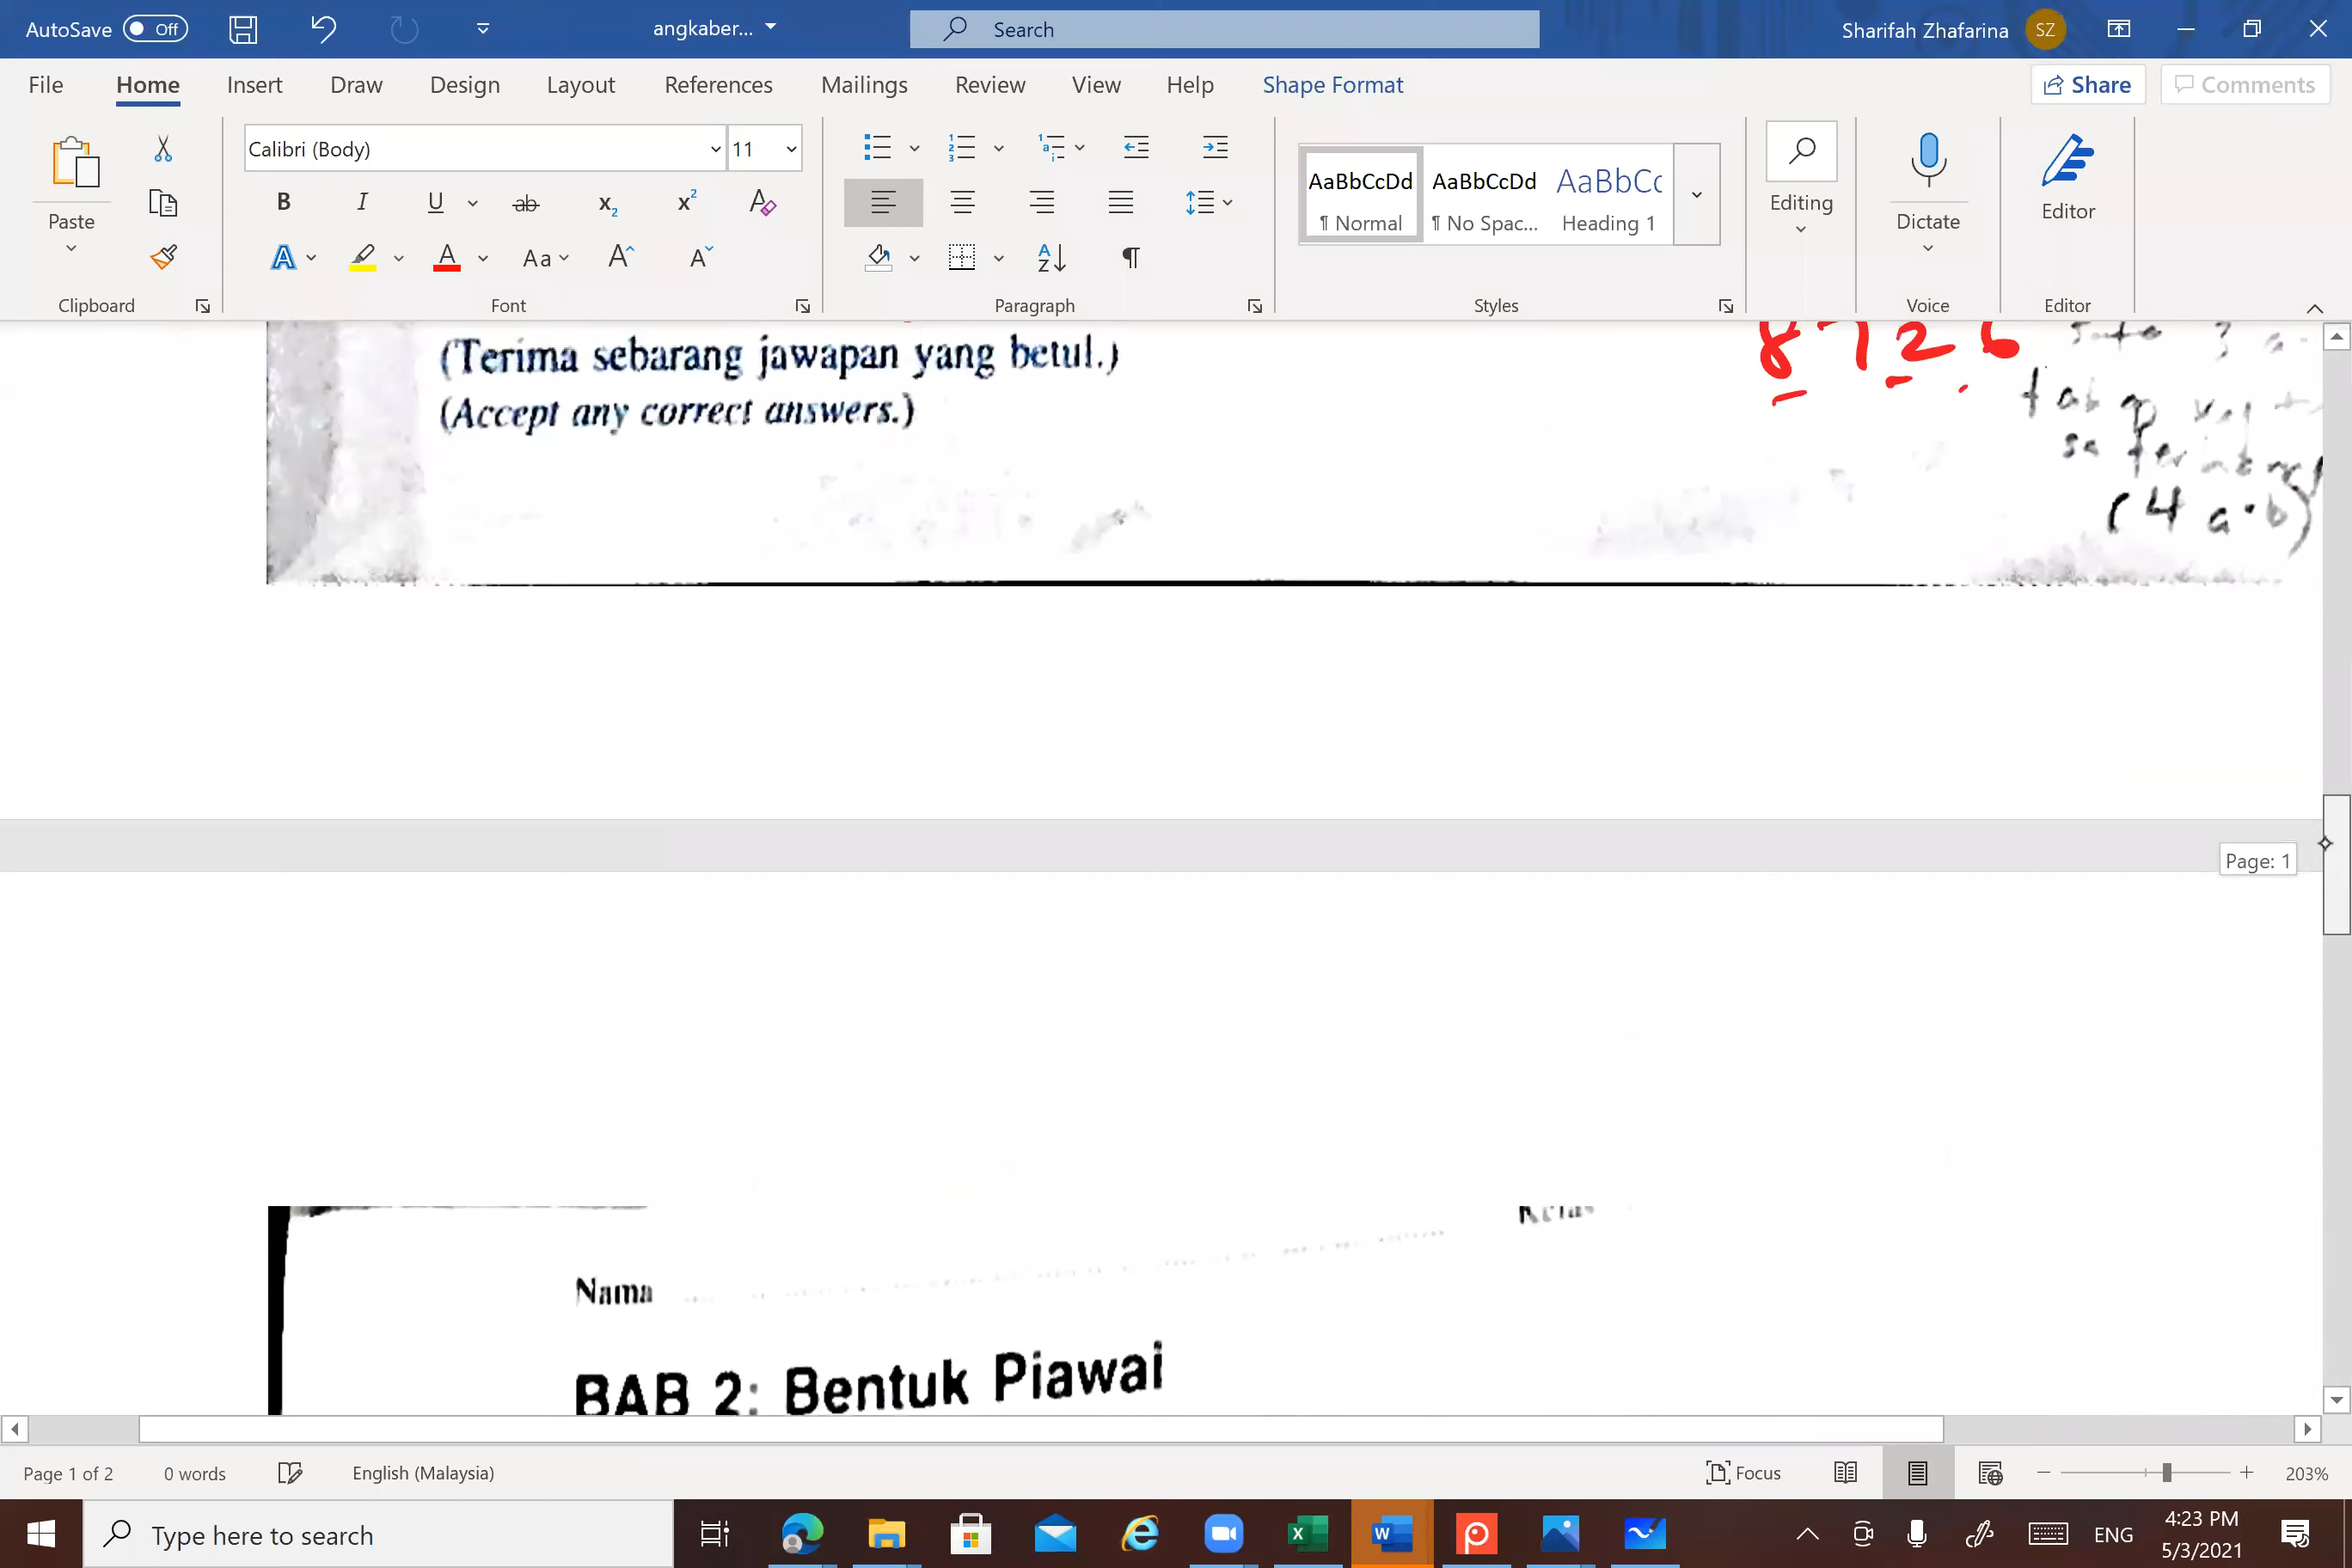 AutoSave Off
angkaber...
Search
Sharifah Zhafarina SZ
File Home Insert Draw Design Layout References Mailings Review View Help Shape Format Share Comments
Calibri (Body) 11
Paste
AaBbCcDd AaBbCcDd AaBbCc
¶ Normal ¶ No Spac... Heading 1
Editing
Dictate
Editor
Clipboard Font Paragraph Styles Voice Editor
(Terima sebarang jawapan yang betul.)
(Accept any correct answers.)
(4 a.b)
Page: 1
Nama
BAB 2: Bentuk Piawai
Page 1 of 2 0 words English (Malaysia) Focus 203%
Type here to search
ENG
4:23 PM
5/3/2021